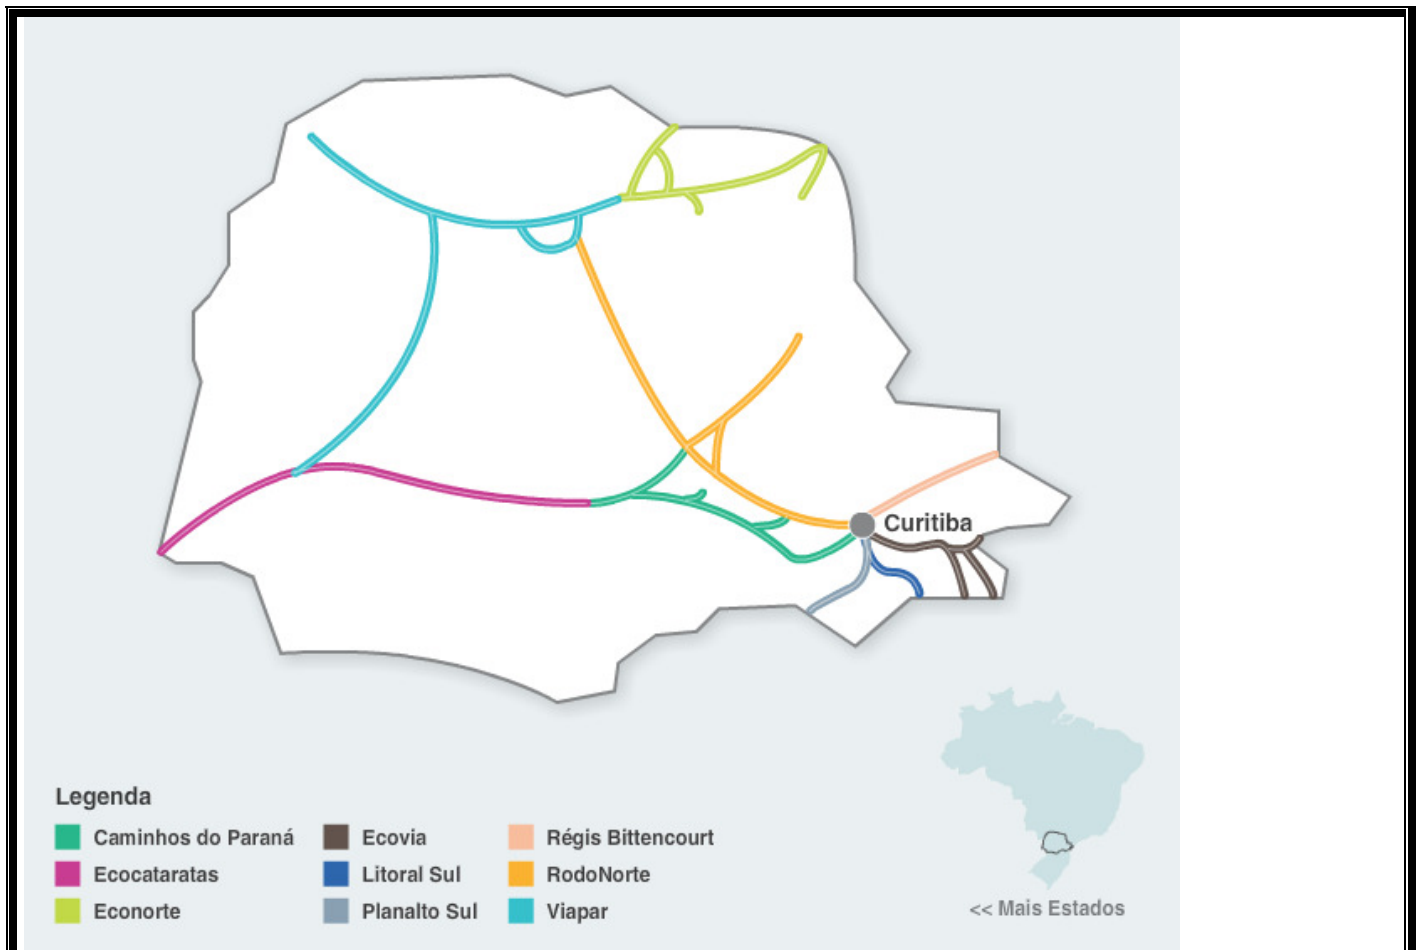 Curitiba
Legenda
Caminhos do Paraná
Ecovia
Régis Bittencourt
Ecocataratas
Litoral Sul
RodoNorte
Econorte
Planalto Sul
Viapar
<< Mais Estados